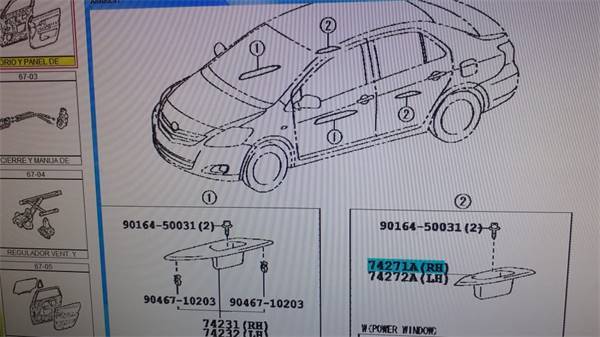 ORIO Y PANEL DE
67-03
CIERRE Y MANIJA DE
67-04
REGULADOR VENT. Y
67-05
2
1
1
2
1
90164-50031(2)
90467-10203
90467-10203
74231(RH)
74232(LH)
2
90164-50031(2)
74271A(RH)
74272A(LH)
W(POWER WINDOW)